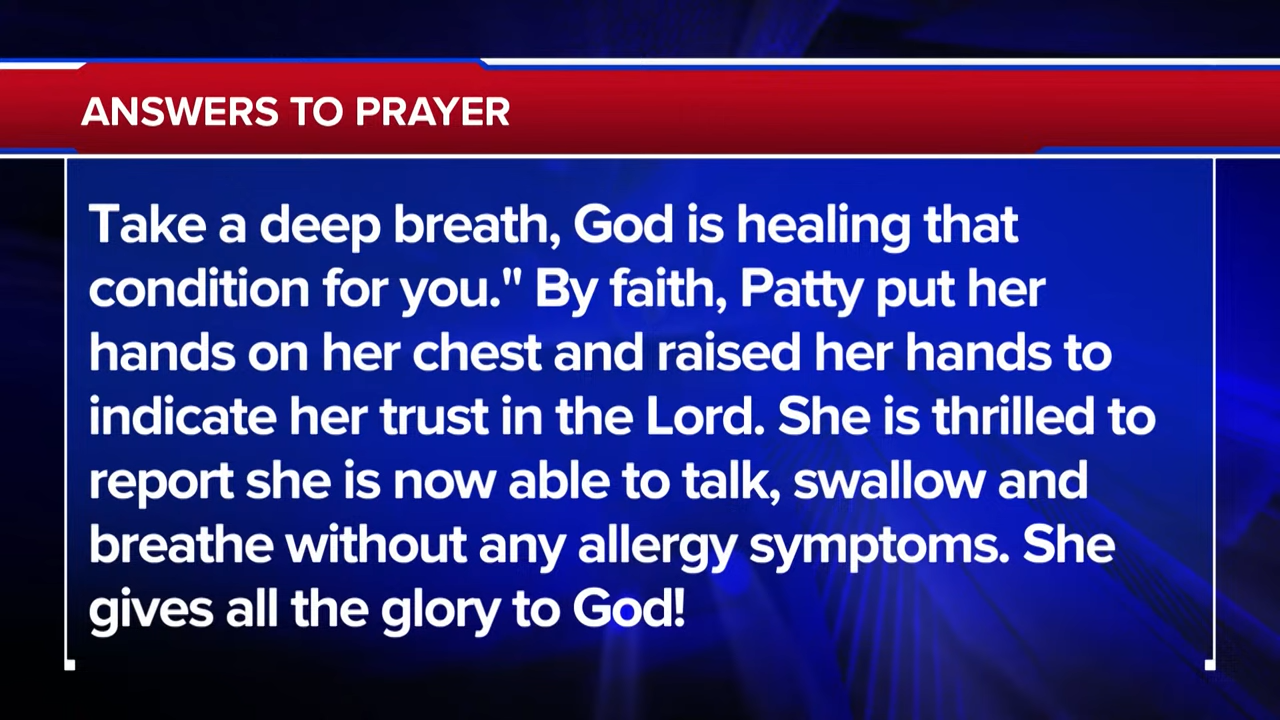 ANSWERS TO PRAYER
Take a deep breath, God is healing that
condition for you." By faith, Patty put her
hands on her chest and raised her hands to
indicate her trust in the Lord. She is thrilled to
report she is now able to talk, swallow and
breathe without any allergy symptoms. She
gives all the glory to God!